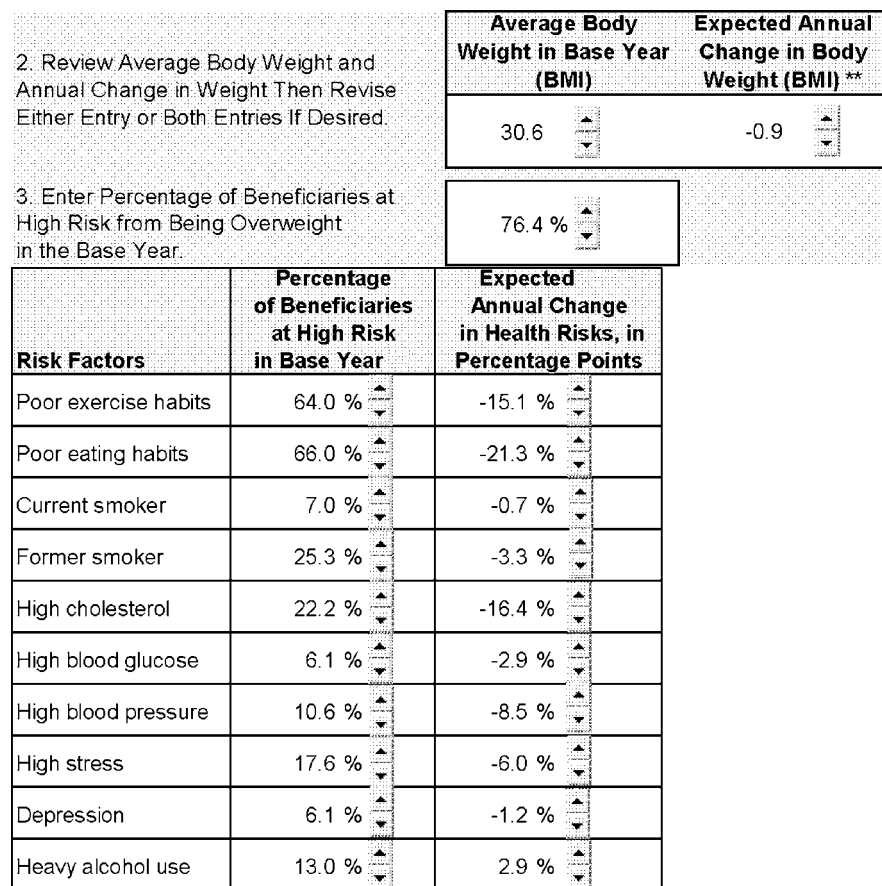 2. Review Average Body Weight and
Annual Change in Weight Then Revise
Either Entry or Both Entries If Desired.
Average Body
Weight in Base Year
(BMI)
Expected Annual
Change in Body
Weight (BMI) **
30.6
-0.9
3. Enter Percentage of Beneficiaries at
High Risk from Being Overweight
in the Base Year.
76.4 %
Risk Factors
Percentage
of Beneficiaries
at High Risk
in Base Year
Expected
Annual Change
in Health Risks, in
Percentage Points
Poor exercise habits 64.0 % -15.1 %
Poor eating habits 66.0 % -21.3 %
Current smoker 7.0 % -0.7 %
Former smoker 25.3 % -3.3 %
High cholesterol 22.2 % -16.4 %
High blood glucose 6.1 % -2.9 %
High blood pressure 10.6 % -8.5 %
High stress 17.6 % -6.0 %
Depression 6.1 % -1.2 %
Heavy alcohol use 13.0 % 2.9 %